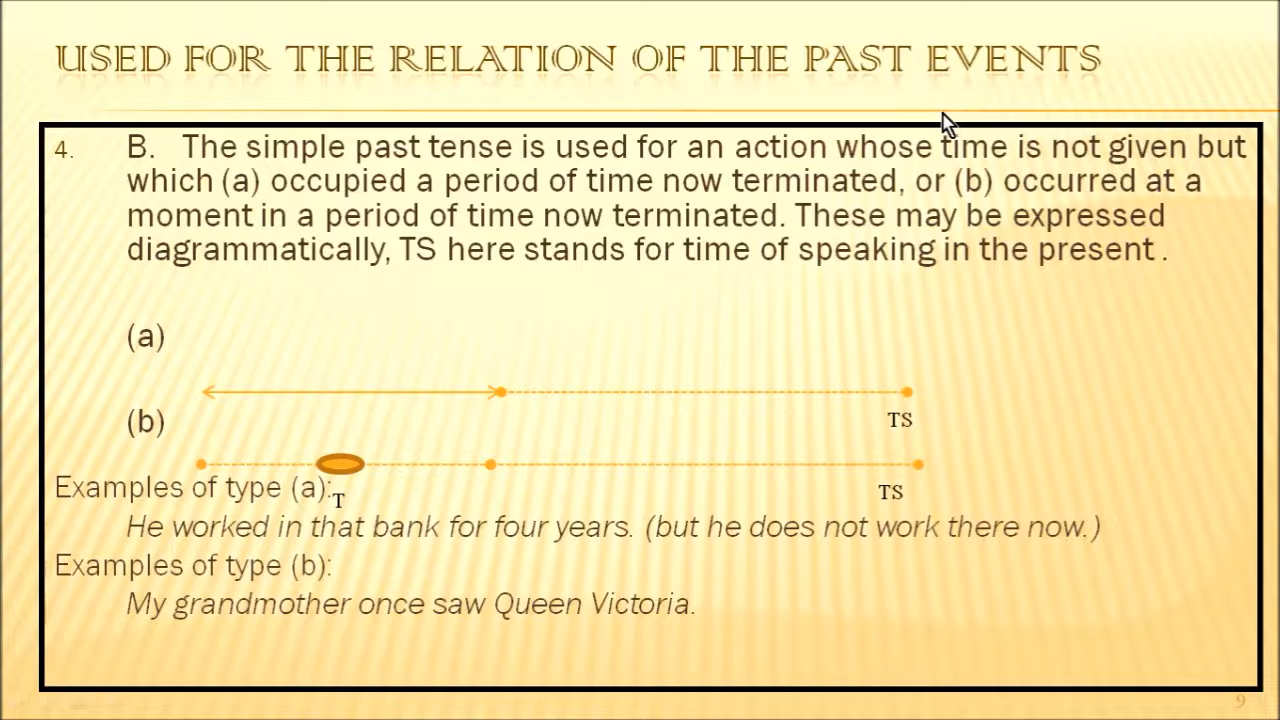 USED FOR THE RELATION OF THE PAST EVENTS
4. B. The simple past tense is used for an action whose time is not given but
which (a) occupied a period of time now terminated, or (b) occurred at a
moment in a period of time now terminated. These may be expressed
diagrammatically, TS here stands for time of speaking in the present .
(a)
TS
(b)
TS
Examples of type (a):
T
He worked in that bank for four years. (but he does not work there now.)
Examples of type (b):
My grandmother once saw Queen Victoria.
9